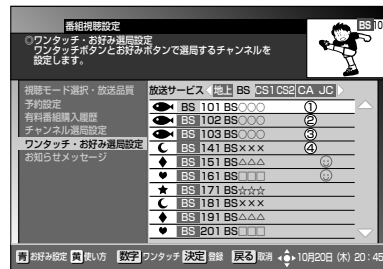 番組視聴設定
BS 10
◎ワンタッチ・お好み選局設定
ワンタッチボタンとお好みボタンで選局するチャンネルを
設定します。
視聴モード選択・放送品質
予約設定
有料番組購入履歴
チャンネル選局設定
ワンタッチ・お好み選局設定
お知らせメッセージ
放送サービス 地上 BS CS1 CS2 CA JC
BS 101 BS○○○ ①
BS 102 BS○○○ ②
BS 103 BS○○○ ③
BS 141 BS××× ④
BS 151 BS△△△
BS 161 BS□□□
BS 171 BS☆☆☆
BS 181 BS×××
BS 191 BS△△△
BS 201 BS□□□
青 お好み設定 黄 使い方 数字 ワンタッチ 決定 登録 戻る 取消 10月20日 (木) 20:45